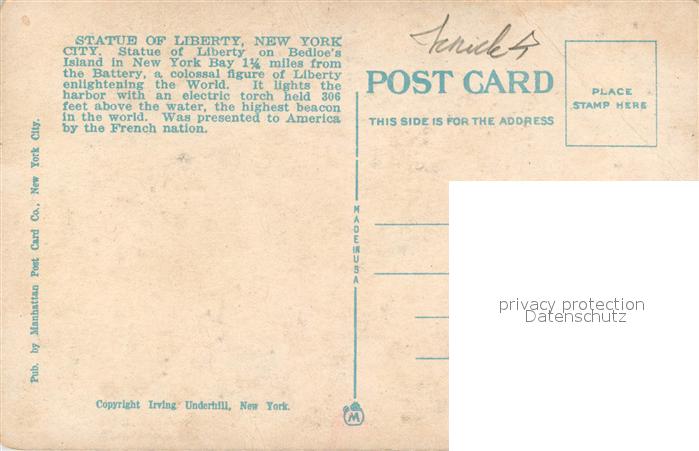 STATUE OF LIBERTY, NEW YORK
CITY. Statue of Liberty on Bedloe's
Island in New York Bay 1¾ miles from
the Battery, a colossal figure of Liberty
enlightening the World. It lights the
harbor with an electric torch held 306
feet above the water, the highest beacon
in the world. Was presented to America
by the French nation.
Pub. by Manhattan Post Card Co., New York City.
Copyright Irving Underhill, New York.
MADE IN USA
M
POST CARD
THIS SIDE IS FOR THE ADDRESS
PLACE
STAMP HERE
privacy protection
Datenschutz